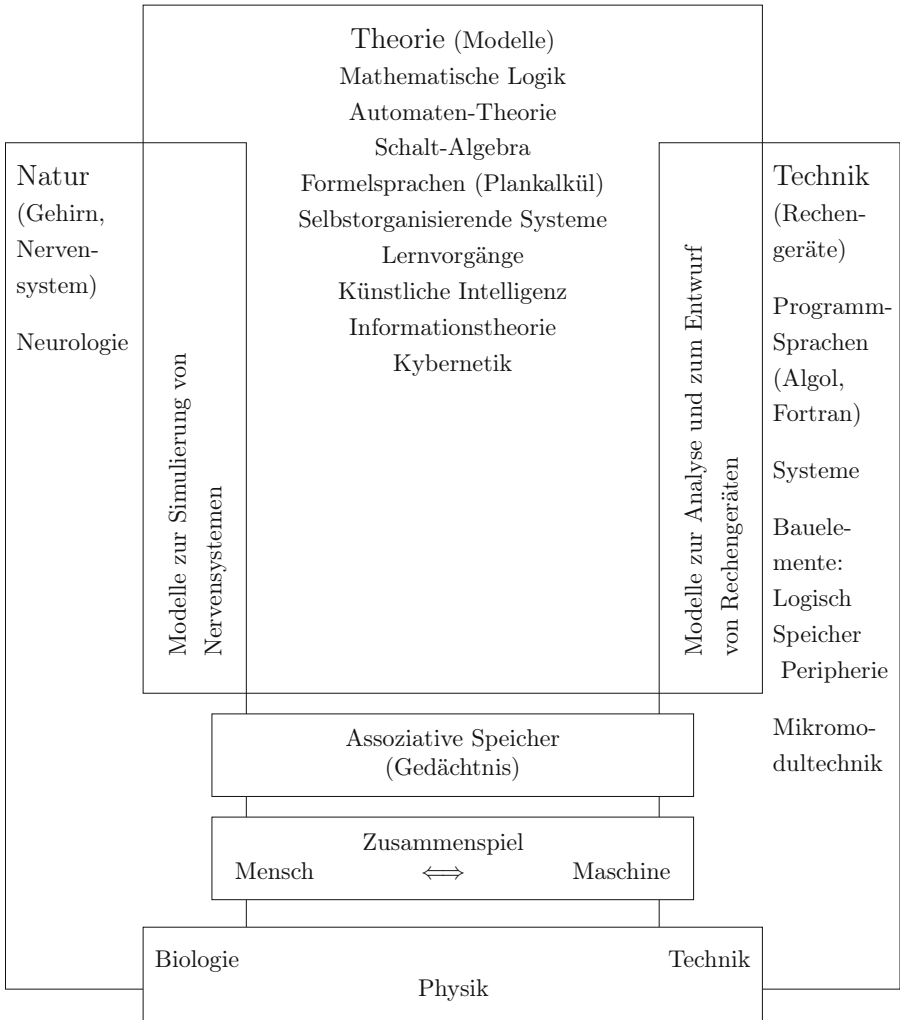 Theorie (Modelle)
Mathematische Logik
Automaten-Theorie
Schalt-Algebra
Formelsprachen (Plankalkül)
Selbstorganisierende Systeme
Lernvorgänge
Künstliche Intelligenz
Informationstheorie
Kybernetik
Natur
(Gehirn,
Nerven-
system)
Neurologie
Modelle zur Simulierung von
Nervensystemen
Modelle zur Analyse und zum Entwurf
von Rechengeräten
Technik
(Rechen-
geräte)
Programm-
Sprachen
(Algol,
Fortran)
Systeme
Bauele-
mente:
Logisch
Speicher
Peripherie
Mikromo-
dultechnik
Assoziative Speicher
(Gedächtnis)
Zusammenspiel
Mensch ⟺ Maschine
Biologie Technik
Physik